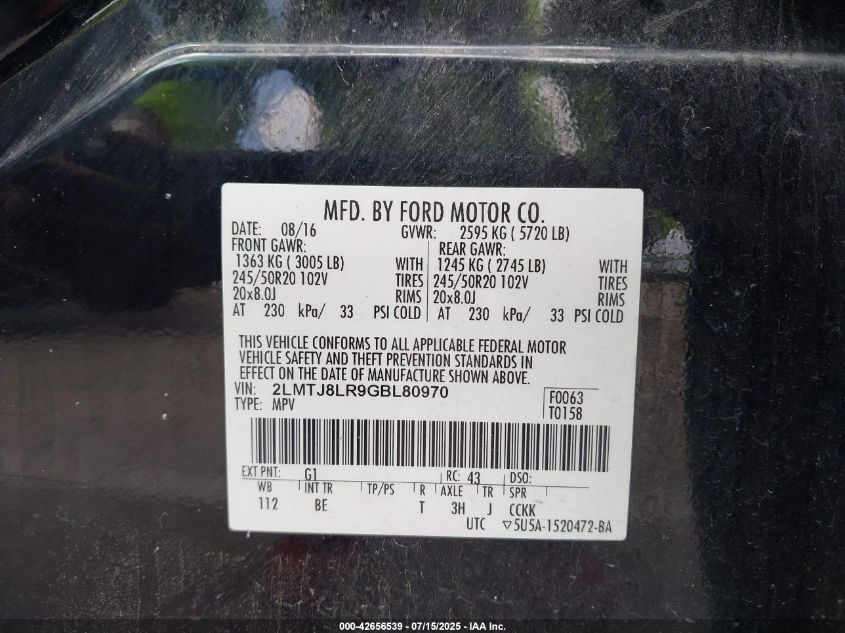 MFD. BY FORD MOTOR CO.
DATE: 08/16 GVWR: 2595 KG ( 5720 LB)
FRONT GAWR: REAR GAWR:
1363 KG ( 3005 LB) WITH 1245 KG ( 2745 LB) WITH
245/50R20 102V TIRES 245/50R20 102V TIRES
20x8.0J RIMS 20x8.0J RIMS
AT 230 kPa/ 33 PSI COLD AT 230 kPa/ 33 PSI COLD
THIS VEHICLE CONFORMS TO ALL APPLICABLE FEDERAL MOTOR
VEHICLE SAFETY AND THEFT PREVENTION STANDARDS IN
EFFECT ON THE DATE OF MANUFACTURE SHOWN ABOVE.
VIN: 2LMTJ8LR9GBL80970 F0063
TYPE: MPV T0158
EXT PNT: G1 RC: 43 DSO:
WB INT TR TP/PS R AXLE TR SPR
112 BE T 3H J CCKK
UTC ▽5U5A-1520472-BA
000-42656539 - 07/15/2025 - IAA Inc.